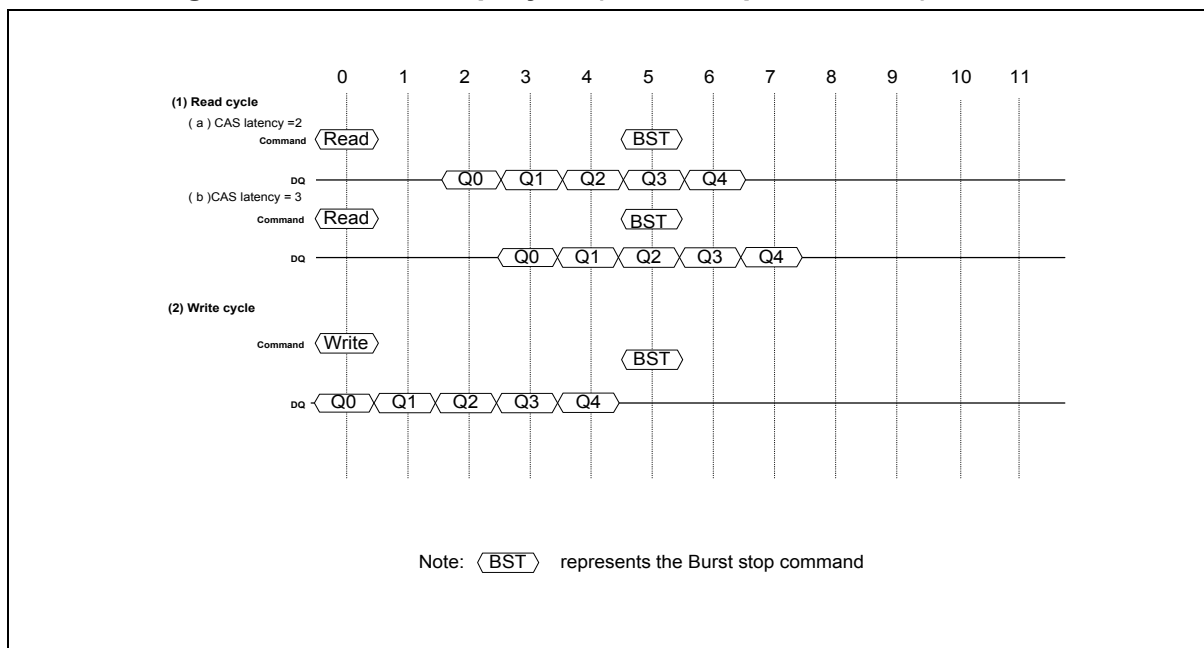 0 1 2 3 4 5 6 7 8 9 10 11
(1) Read cycle
( a ) CAS latency =2
Command Read BST
DQ Q0 Q1 Q2 Q3 Q4
( b )CAS latency = 3
Command Read BST
DQ Q0 Q1 Q2 Q3 Q4
(2) Write cycle
Command Write BST
DQ Q0 Q1 Q2 Q3 Q4
Note: BST represents the Burst stop command